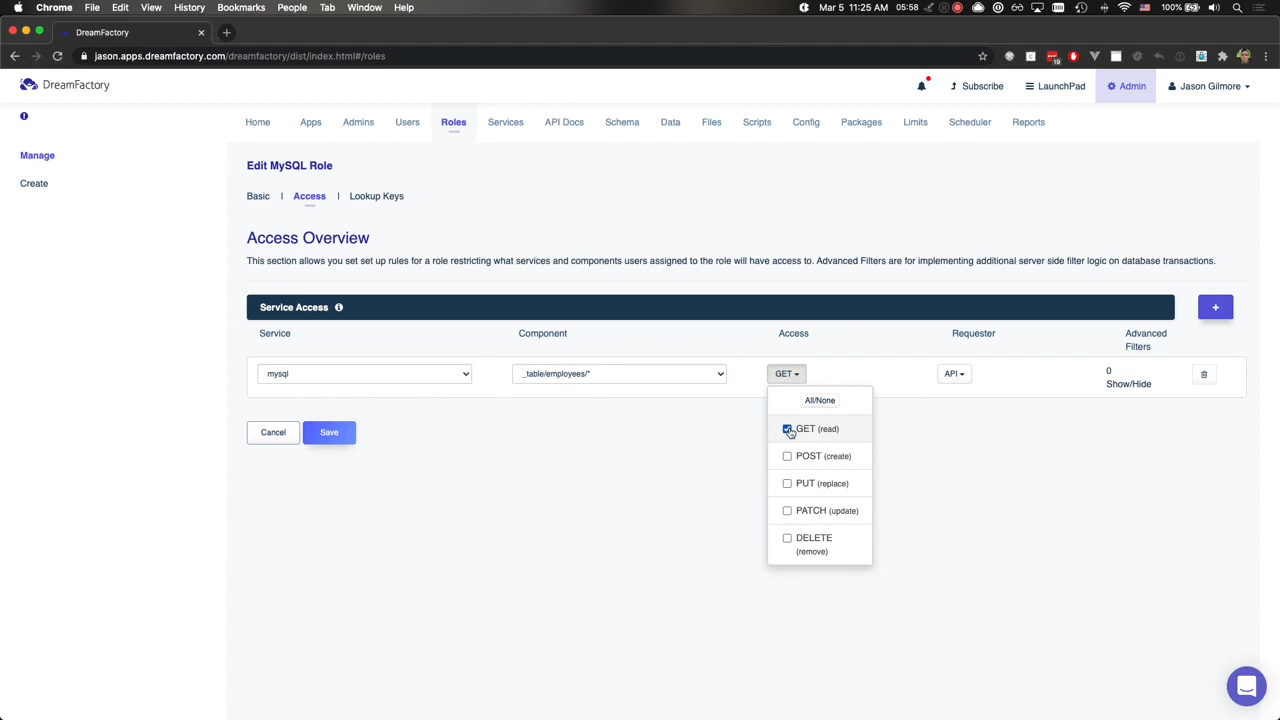 Chrome File Edit View History Bookmarks People Tab Window Help Mar 5 11:25 AM 05:58 100%
DreamFactory
jason.apps.dreamfactory.com/dreamfactory/dist/index.html#/roles
19
DreamFactory
Subscribe LaunchPad Admin Jason Gilmore
Home Apps Admins Users Roles Services API Docs Schema Data Files Scripts Config Packages Limits Scheduler Reports
Manage
Create
Edit MySQL Role
Basic | Access | Lookup Keys
Access Overview
This section allows you set set up rules for a role restricting what services and components users assigned to the role will have access to. Advanced Filters are for implementing additional server side filter logic on database transactions.
Service Access
+
Service Component Access Requester Advanced Filters
mysql _table/employees/* GET API 0
Show/Hide
All/None
GET (read)
POST (create)
PUT (replace)
PATCH (update)
DELETE
(remove)
Cancel Save